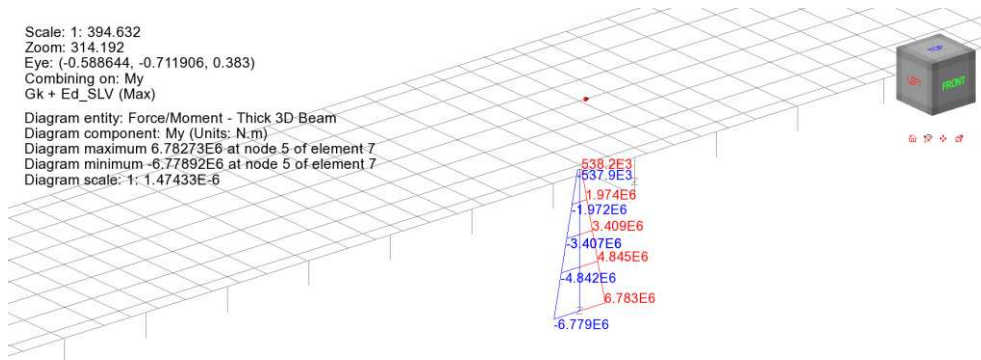 Scale: 1: 394.632
Zoom: 314.192
Eye: (-0.588644, -0.711906, 0.383)
Combining on: My
Gk + Ed_SLV (Max)
Diagram entity: Force/Moment - Thick 3D Beam
Diagram component: My (Units: N.m)
Diagram maximum 6.78273E6 at node 5 of element 7
Diagram minimum -6.77892E6 at node 5 of element 7
Diagram scale: 1: 1.47433E-6
TOP
LEFT
FRONT
538.2E3
-537.9E3
1.974E6
-1.972E6
3.409E6
-3.407E6
4.845E6
-4.842E6
6.783E6
-6.779E6